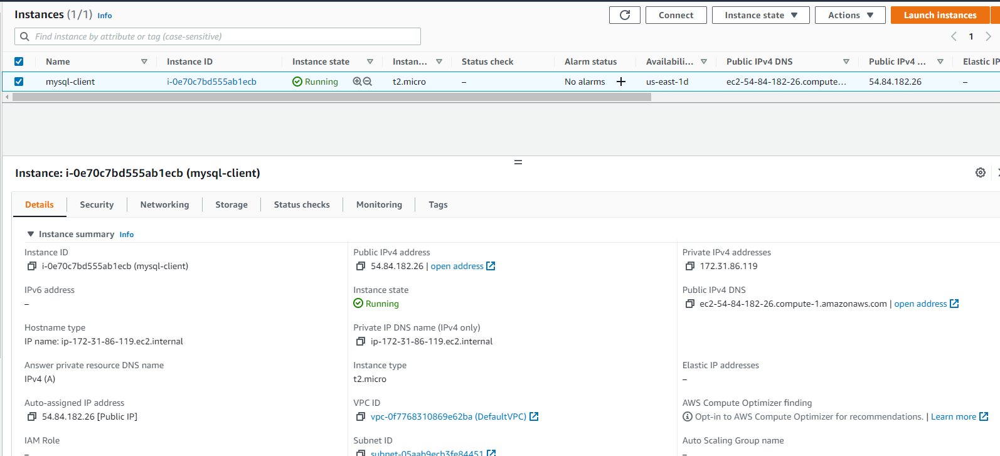 Instances (1/1) Info
Connect
Instance state
Actions
Launch instances
Find instance by attribute or tag (case-sensitive)
1
Name Instance ID Instance state Instan... Status check Alarm status Availabili... Public IPv4 DNS Public IPv4 ... Elastic IP
mysql-client i-0e70c7bd555ab1ecb Running t2.micro – No alarms us-east-1d ec2-54-84-182-26.compute... 54.84.182.26 –
Instance: i-0e70c7bd555ab1ecb (mysql-client)
Details Security Networking Storage Status checks Monitoring Tags
Instance summary Info
Instance ID
i-0e70c7bd555ab1ecb (mysql-client)
Public IPv4 address
54.84.182.26 | open address
Private IPv4 addresses
172.31.86.119
IPv6 address
–
Instance state
Running
Public IPv4 DNS
ec2-54-84-182-26.compute-1.amazonaws.com | open address
Hostname type
IP name: ip-172-31-86-119.ec2.internal
Private IP DNS name (IPv4 only)
ip-172-31-86-119.ec2.internal
Answer private resource DNS name
IPv4 (A)
Instance type
t2.micro
Elastic IP addresses
–
Auto-assigned IP address
54.84.182.26 [Public IP]
VPC ID
vpc-0f7768310869e62ba (DefaultVPC)
AWS Compute Optimizer finding
Opt-in to AWS Compute Optimizer for recommendations. | Learn more
IAM Role
–
Subnet ID
subnet-05aab9ecb3fe84451
Auto Scaling Group name
–